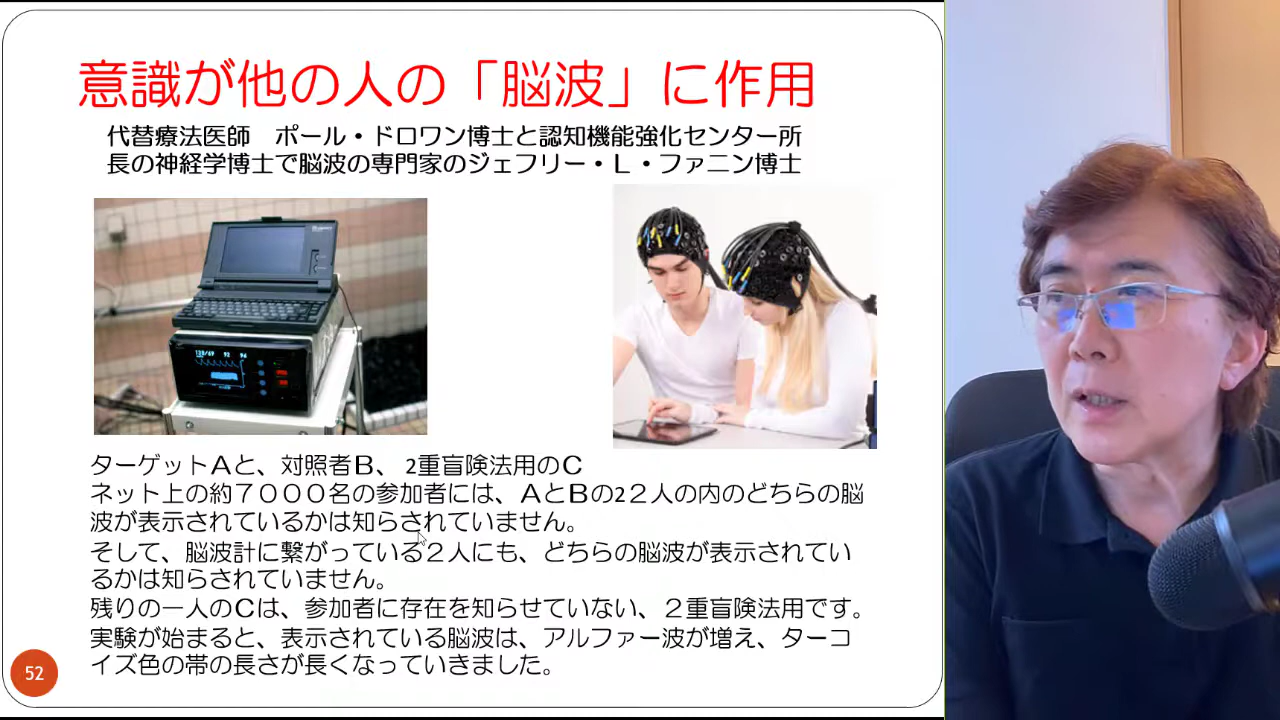 意識が他の人の「脳波」に作用
代替療法医師　ポール・ドロワン博士と認知機能強化センター所
長の神経学博士で脳波の専門家のジェフリー・Ｌ・ファニン博士
138/69 92 94
ターゲットＡと、対照者Ｂ、 2重盲険法用のＣ
ネット上の約７０００名の参加者には、ＡとＢの2２人の内のどちらの脳
波が表示されているかは知らされていません。
そして、脳波計に繋がっている２人にも、どちらの脳波が表示されてい
るかは知らされていません。
残りの一人のＣは、参加者に存在を知らせていない、２重盲険法用です。
実験が始まると、表示されている脳波は、アルファー波が増え、ターコ
イズ色の帯の長さが長くなっていきました。
52